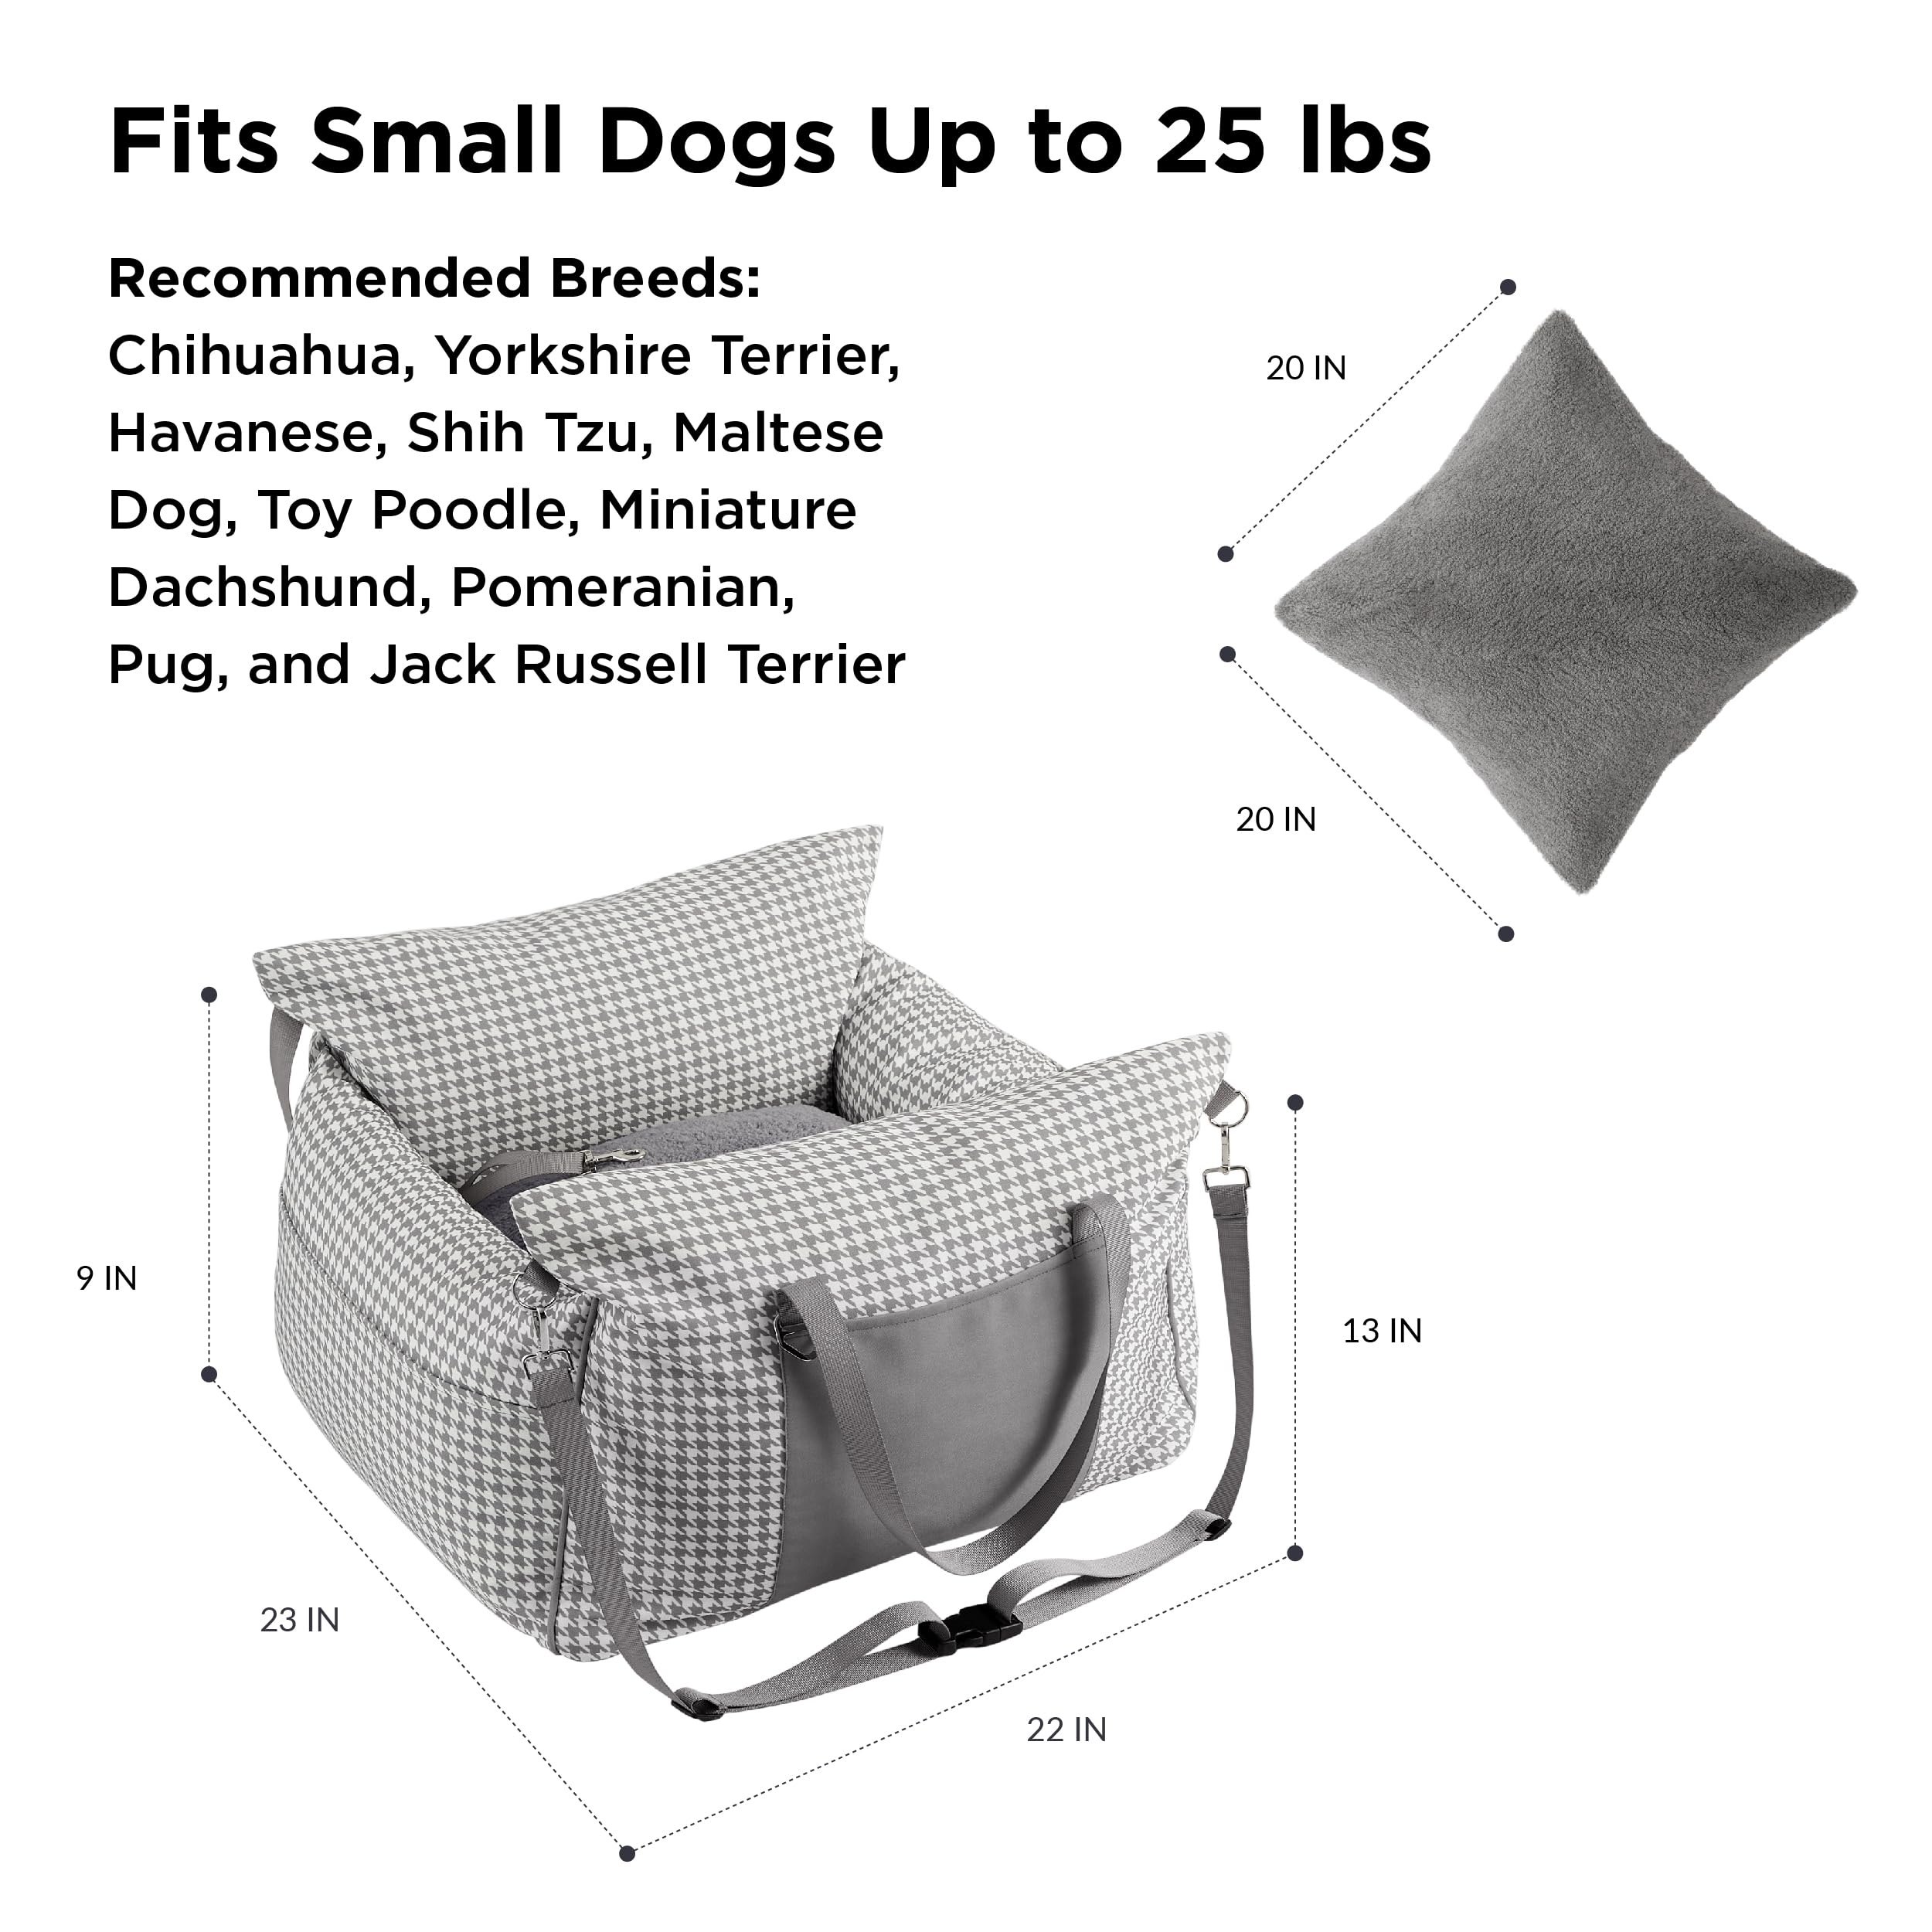 Fits Small Dogs Up to 25 lbs
Recommended Breeds:
Chihuahua, Yorkshire Terrier,
Havanese, Shih Tzu, Maltese
Dog, Toy Poodle, Miniature
Dachshund, Pomeranian,
Pug, and Jack Russell Terrier
20 IN
20 IN
9 IN
13 IN
23 IN
22 IN